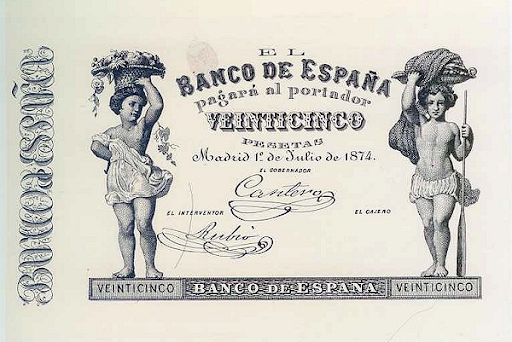 BANCO DE ESPAÑA
EL
BANCO DE ESPAÑA
pagará al portador
VEINTICINCO
PESETAS
Madrid 1º de Julio de 1874.
EL GOBERNADOR
Cantero
EL INTERVENTOR
EL CAJERO
Rubió
VEINTICINCO
BANCO DE ESPAÑA
VEINTICINCO